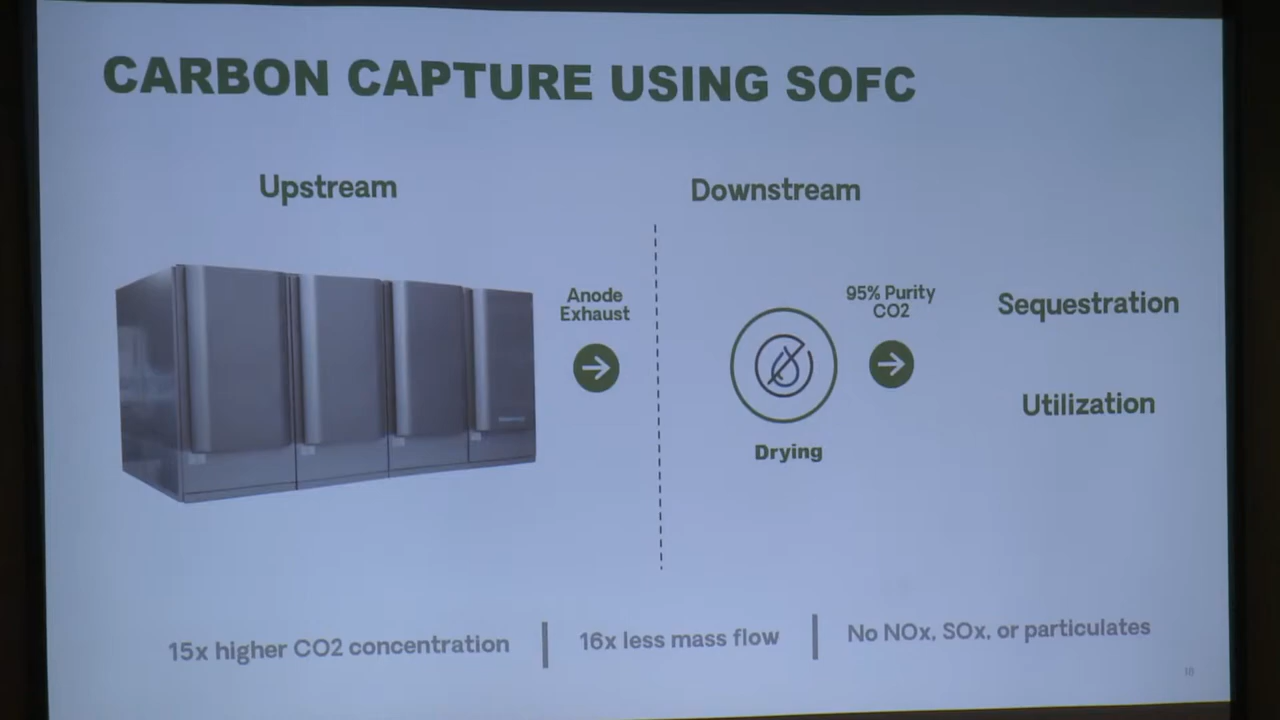 CARBON CAPTURE USING SOFC
Upstream
Downstream
Anode
Exhaust
95% Purity
CO2
Sequestration
Utilization
Drying
15x higher CO2 concentration
16x less mass flow
No NOx, SOx, or particulates